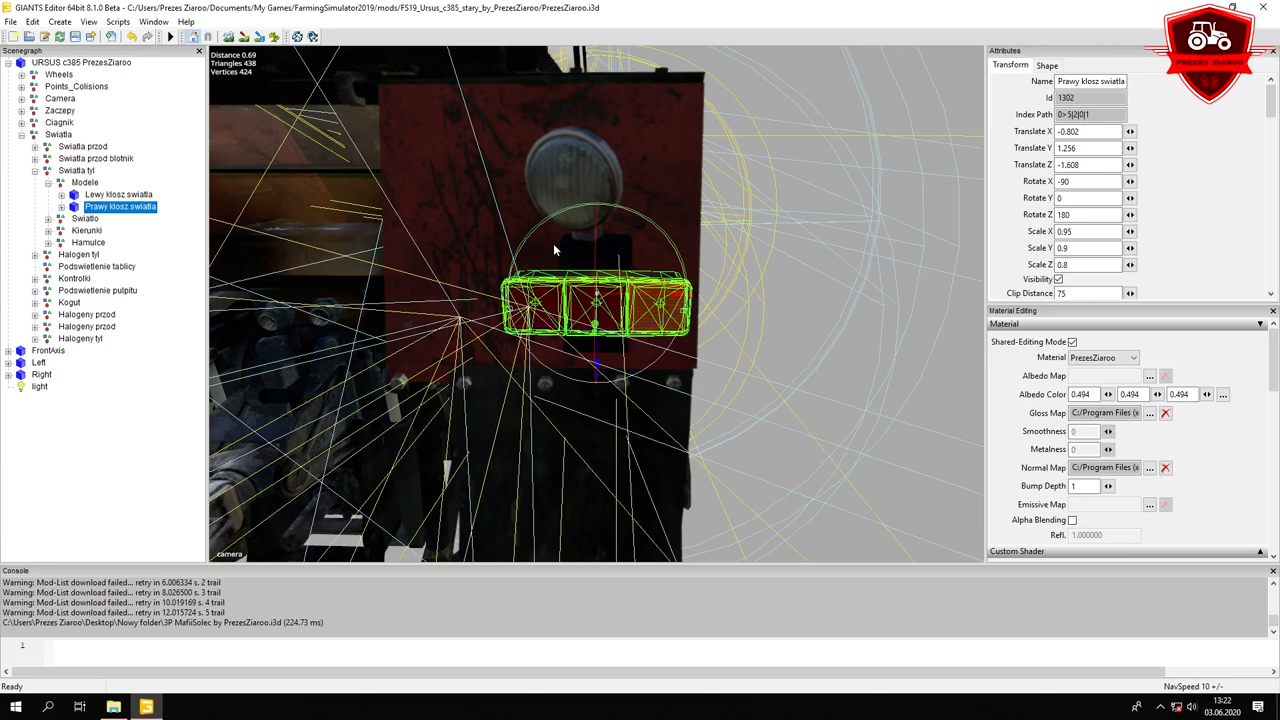 GIANTS Editor 64bit 8.1.0 Beta - C:/Users/Prezes Ziaroo/Documents/My Games/FarmingSimulator2019/mods/FS19_Ursus_c385_stary_by_PrezesZiaroo/PrezesZiaroo.i3d
File Edit Create View Scripts Window Help
Scenegraph
URSUS c385 PrezesZiaroo
Wheels
Points_Colisions
Camera
Zaczepy
Ciagnik
Swiatla
Swiatla przod
Swiatla przod blotnik
Swiatla tyl
Modele
Lewy klosz swiatla
Prawy klosz swiatla
Swiatlo
Kierunki
Hamulce
Halogen tyl
Podswietlenie tablicy
Kontrolki
Podswietlenie pulpitu
Kogut
Halogeny przod
Halogeny przod
Halogeny tyl
FrontAxis
Left
Right
light
Distance 0.69
Triangles 438
Vertices 424
camera
Attributes
Transform Shape
Name Prawy klosz swiatla
Id 1302
Index Path 0>5|2|0|1
Translate X -0.802
Translate Y 1.256
Translate Z -1.608
Rotate X -90
Rotate Y 0
Rotate Z 180
Scale X 0.95
Scale Y 0.9
Scale Z 0.8
Visibility
Clip Distance 75
Material Editing
Material
Shared-Editing Mode
Material PrezesZiaroo
Albedo Map ...
Albedo Color 0.494 0.494 0.494 ...
Gloss Map C:/Program Files (x ...
Smoothness 0
Metalness 0
Normal Map C:/Program Files (x ...
Bump Depth 1
Emissive Map ...
Alpha Blending
Refl. 1.000000
Custom Shader
PREZES ZIAROO
Console
Warning: Mod-List download failed... retry in 6.006334 s. 2 trail
Warning: Mod-List download failed... retry in 8.026500 s. 3 trail
Warning: Mod-List download failed... retry in 10.019169 s. 4 trail
Warning: Mod-List download failed... retry in 12.015724 s. 5 trail
C:\Users\Prezes Ziaroo\Desktop\Nowy folder\3P MafiiSolec by PrezesZiaroo.i3d (224.73 ms)
1
Ready
NavSpeed 10 +/-
13:22
03.06.2020